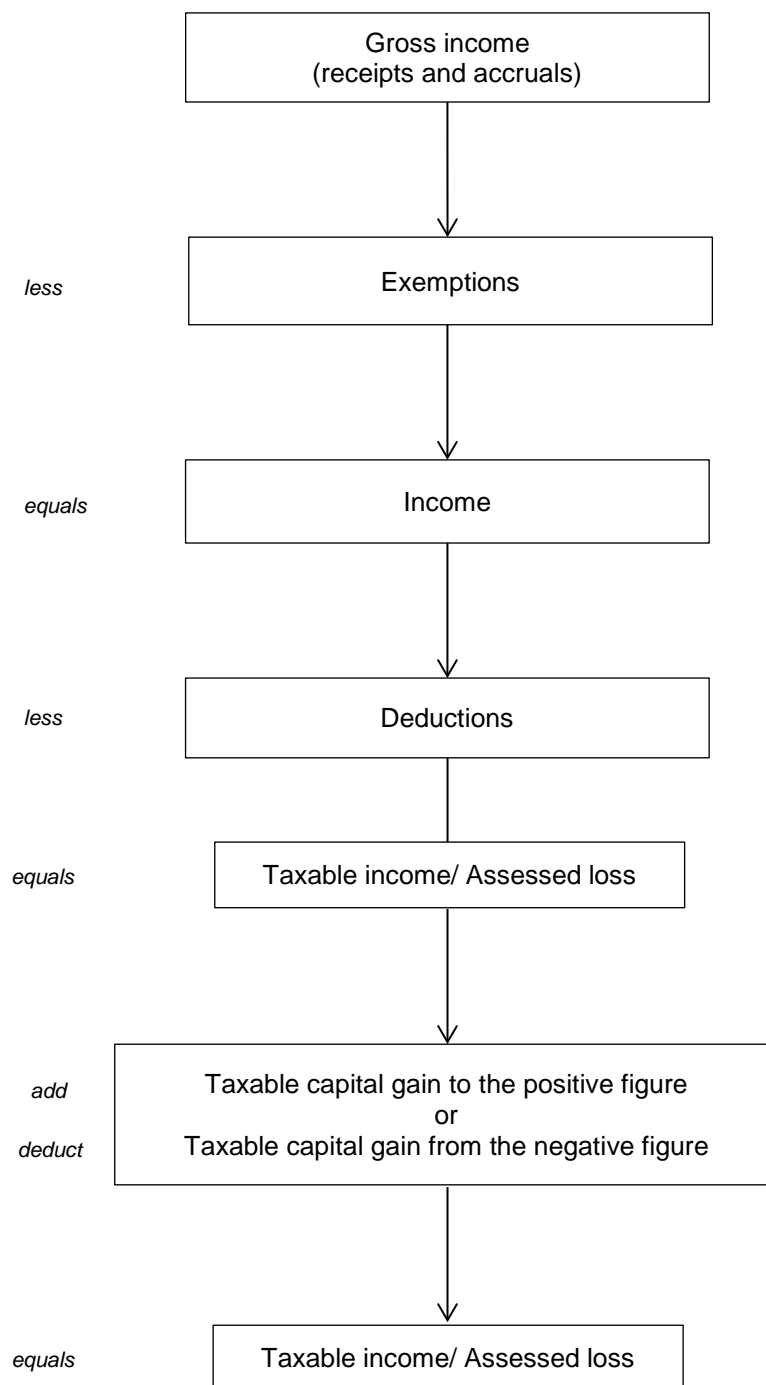 Gross income
(receipts and accruals)
less
Exemptions
equals
Income
less
Deductions
equals
Taxable income/ Assessed loss
add
Taxable capital gain to the positive figure
or
deduct
Taxable capital gain from the negative figure
equals
Taxable income/ Assessed loss